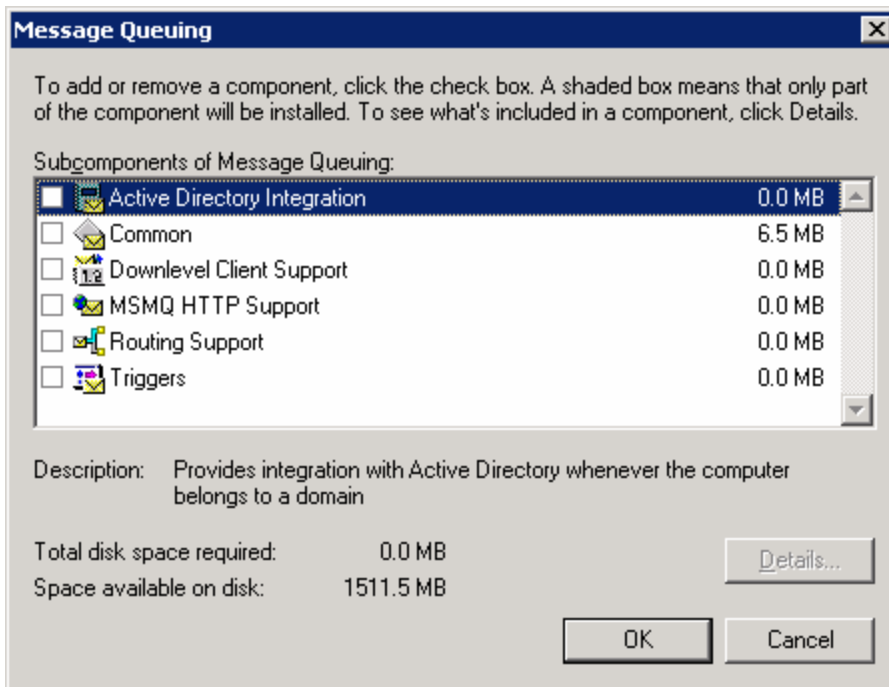 Message Queuing
To add or remove a component, click the check box. A shaded box means that only part
of the component will be installed. To see what's included in a component, click Details.
Subcomponents of Message Queuing:
Active Directory Integration 0.0 MB
Common 6.5 MB
1.2
Downlevel Client Support 0.0 MB
MSMQ HTTP Support 0.0 MB
Routing Support 0.0 MB
Triggers 0.0 MB
Description: Provides integration with Active Directory whenever the computer
belongs to a domain
Total disk space required: 0.0 MB
Details...
Space available on disk: 1511.5 MB
OK Cancel